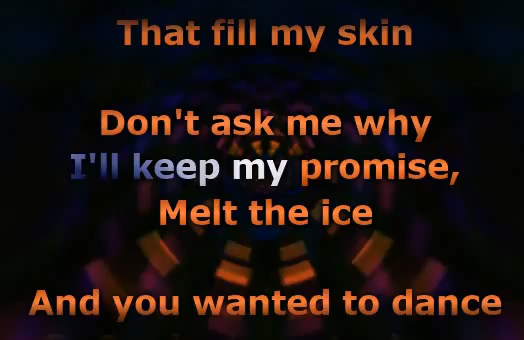 That fill my skin
Don't ask me why
I'll keep my promise,
Melt the ice
And you wanted to dance